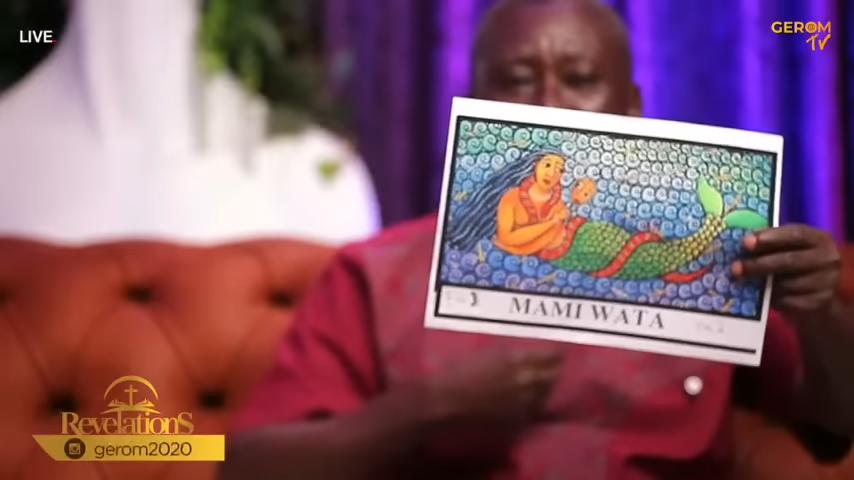 LIVE
GEROM
TV
MAMI WATA
RevelationS
gerom2020